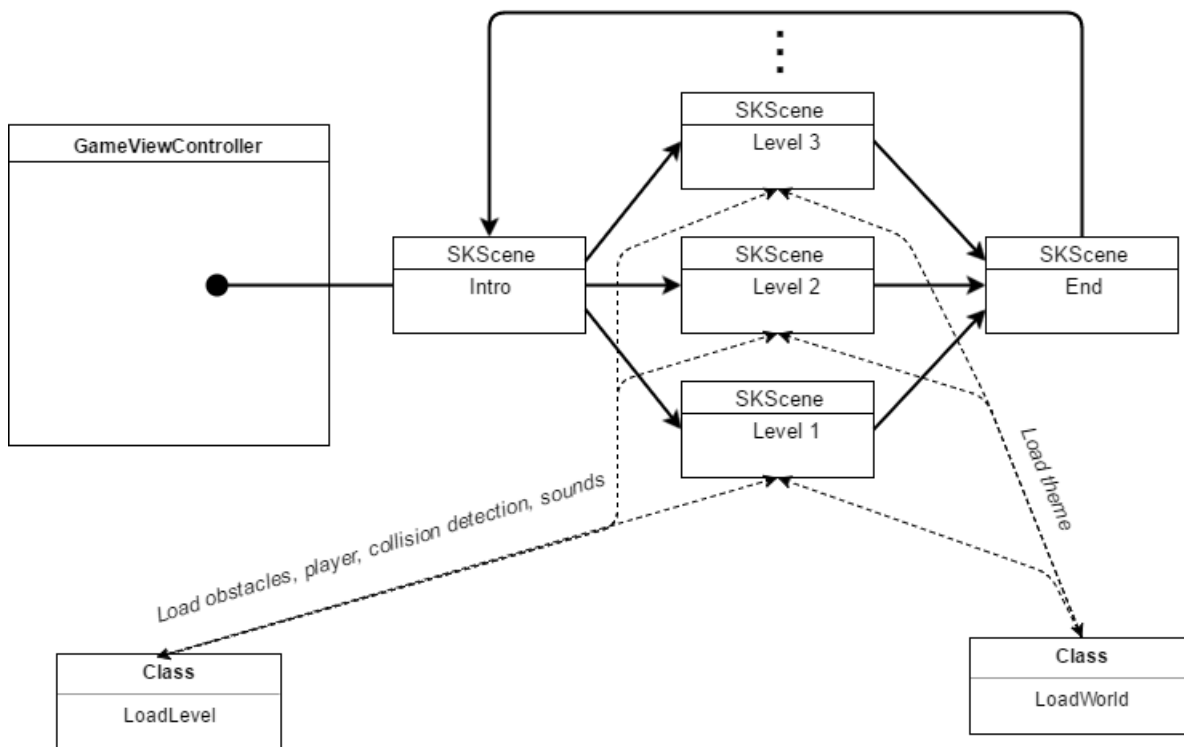 SKScene
Level 3
GameViewController
SKScene
Intro
SKScene
Level 2
SKScene
End
SKScene
Level 1
Load theme
Load obstacles, player, collision detection, sounds
Class
LoadLevel
Class
LoadWorld